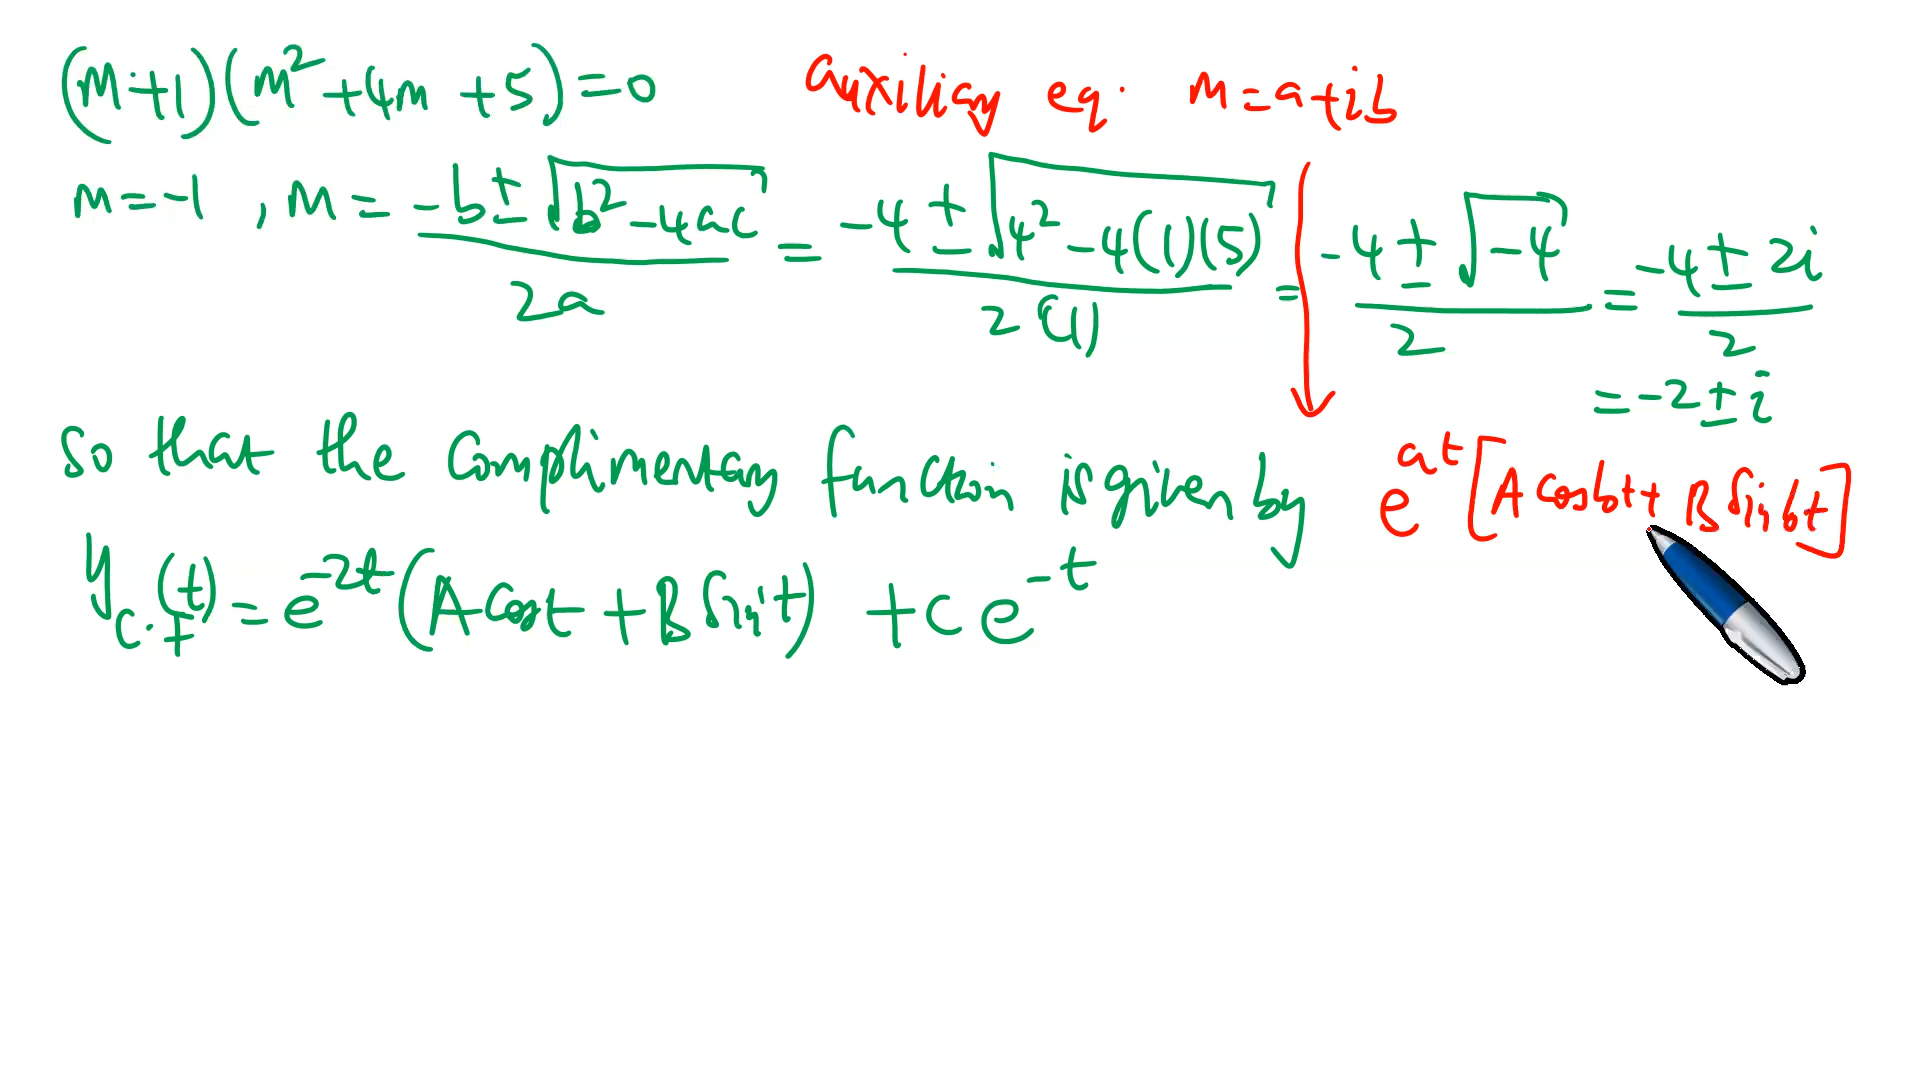 (m+1)(m²+4m+5)=0 auxiliary eq. m=a+ib
m=-1, m = (-b±√(b²-4ac))/2a = (-4±√(4²-4(1)(5)))/2(1) = (-4±√-4)/2 = (-4±2i)/2
= -2±i
So that the complimentary function is given by e^{at}[A cosbt+B sinbt]
y_{c.f}(t) = e^{-2t}(A cost+B sin t)+ce^{-t}